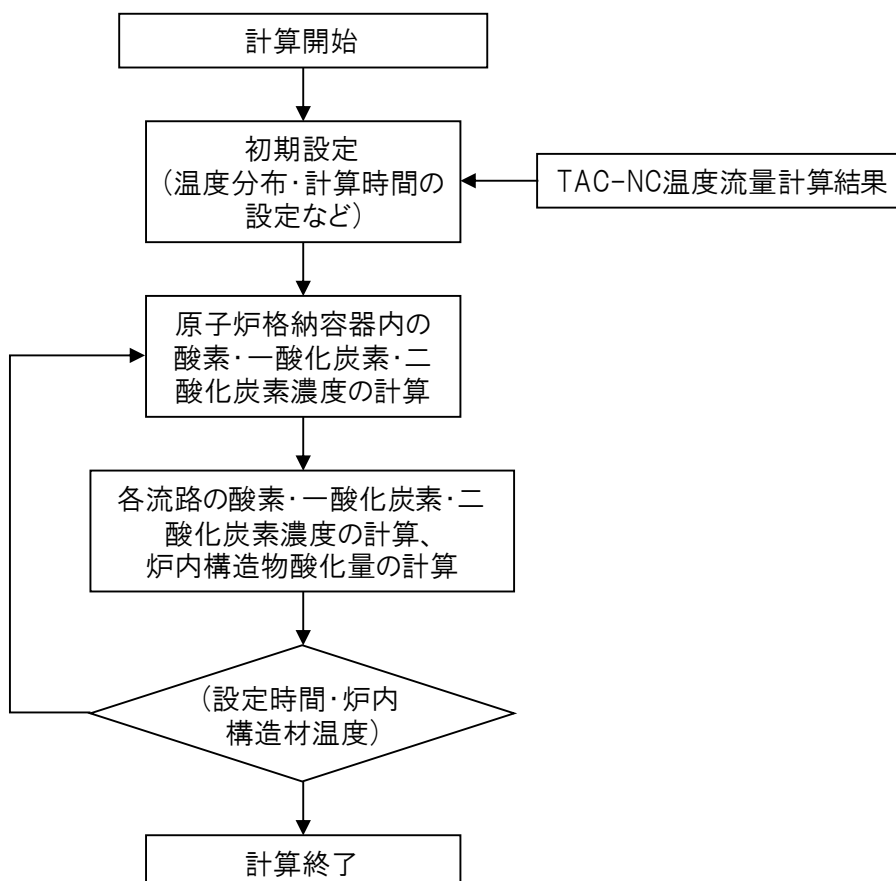 計算開始
初期設定
(温度分布・計算時間の
設定など)
TAC-NC温度流量計算結果
原子炉格納容器内の
酸素・一酸化炭素・二
酸化炭素濃度の計算
各流路の酸素・一酸化炭素・二
酸化炭素濃度の計算、
炉内構造物酸化量の計算
(設定時間・炉内
構造材温度)
計算終了